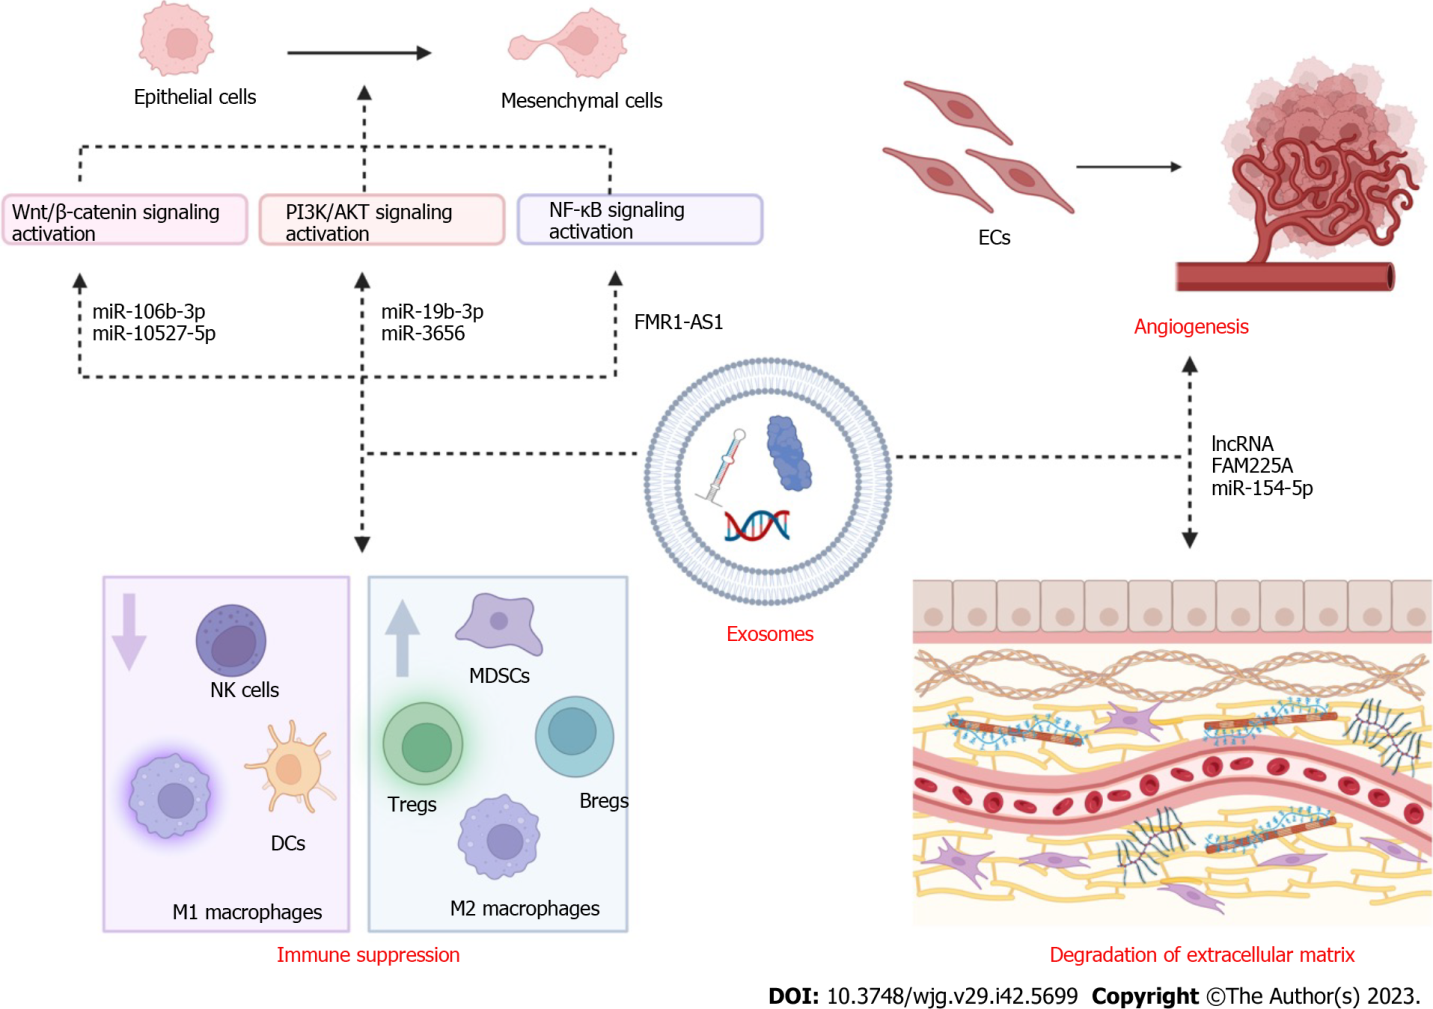 Epithelial cells
Mesenchymal cells
Wnt/β-catenin signaling
activation
PI3K/AKT signaling
activation
NF-κB signaling
activation
miR-106b-3p
miR-10527-5p
miR-19b-3p
miR-3656
FMR1-AS1
ECs
Angiogenesis
lncRNA
FAM225A
miR-154-5p
Exosomes
NK cells
DCs
M1 macrophages
MDSCs
Tregs
Bregs
M2 macrophages
Immune suppression
Degradation of extracellular matrix
DOI: 10.3748/wjg.v29.i42.5699 Copyright ©The Author(s) 2023.